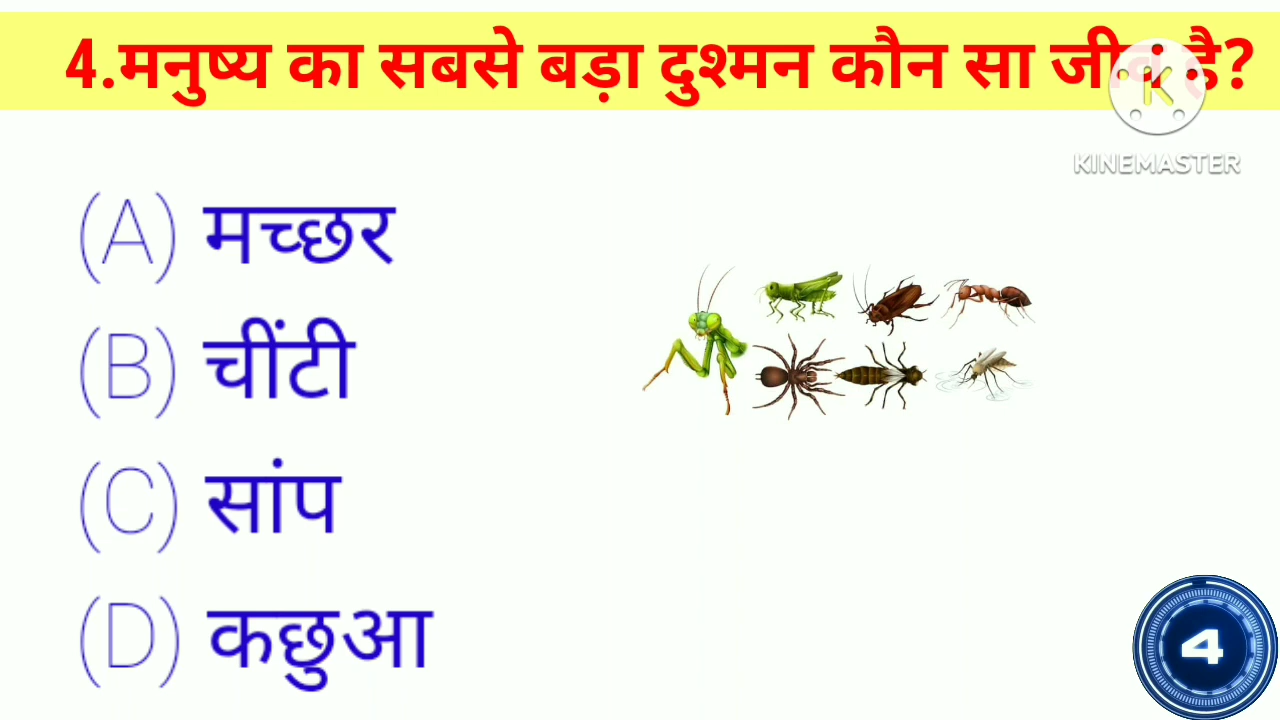 4.मनुष्य का सबसे बड़ा दुश्मन कौन सा जीव है?
KINEMASTER
(A) मच्छर
(B) चींटी
(C) सांप
(D) कछुआ
4